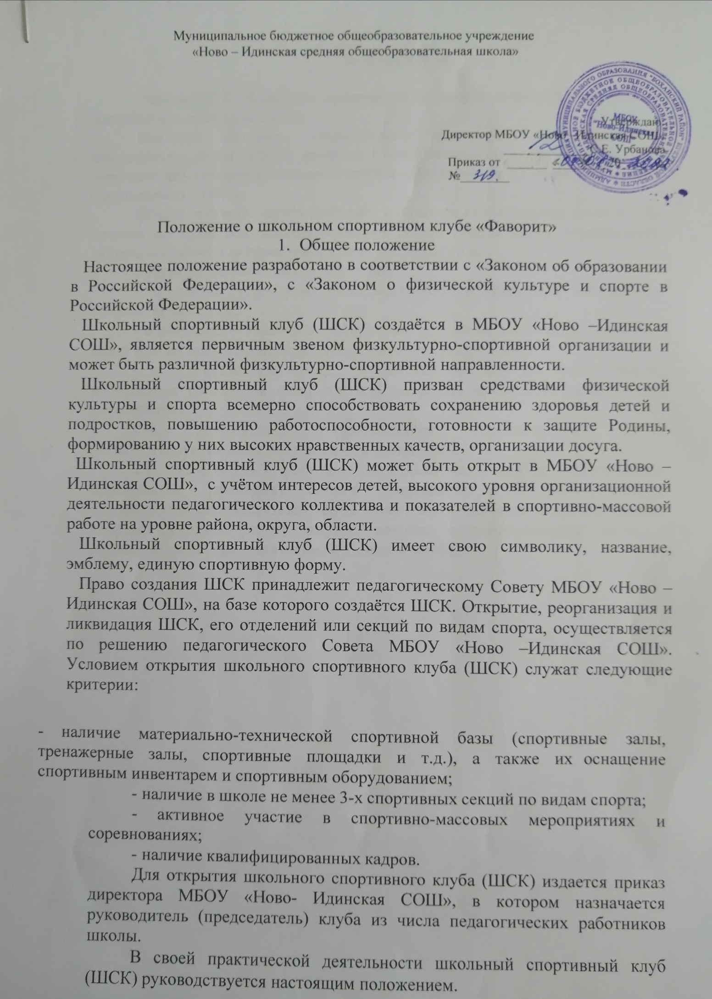 Муниципальное бюджетное общеобразовательное учреждение
«Ново – Идинская средняя общеобразовательная школа»
Утверждаю
Директор МБОУ «Ново –Идинская СОШ»
С.Е. Урбанова
Приказ от
№ 319.
МБОУ
"Ново-Идинская
СОШ"
Положение о школьном спортивном клубе «Фаворит»
1. Общее положение
Настоящее положение разработано в соответствии с «Законом об образовании
в Российской Федерации», с «Законом о физической культуре и спорте в
Российской Федерации».
Школьный спортивный клуб (ШСК) создаётся в МБОУ «Ново –Идинская
СОШ», является первичным звеном физкультурно-спортивной организации и
может быть различной физкультурно-спортивной направленности.
Школьный спортивный клуб (ШСК) призван средствами физической
культуры и спорта всемерно способствовать сохранению здоровья детей и
подростков, повышению работоспособности, готовности к защите Родины,
формированию у них высоких нравственных качеств, организации досуга.
Школьный спортивный клуб (ШСК) может быть открыт в МБОУ «Ново –
Идинская СОШ», с учётом интересов детей, высокого уровня организационной
деятельности педагогического коллектива и показателей в спортивно-массовой
работе на уровне района, округа, области.
Школьный спортивный клуб (ШСК) имеет свою символику, название,
эмблему, единую спортивную форму.
Право создания ШСК принадлежит педагогическому Совету МБОУ «Ново –
Идинская СОШ», на базе которого создаётся ШСК. Открытие, реорганизация и
ликвидация ШСК, его отделений или секций по видам спорта, осуществляется
по решению педагогического Совета МБОУ «Ново –Идинская СОШ».
Условием открытия школьного спортивного клуба (ШСК) служат следующие
критерии:
- наличие материально-технической спортивной базы (спортивные залы,
тренажерные залы, спортивные площадки и т.д.), а также их оснащение
спортивным инвентарем и спортивным оборудованием;
- наличие в школе не менее 3-х спортивных секций по видам спорта;
- активное участие в спортивно-массовых мероприятиях и
соревнованиях;
- наличие квалифицированных кадров.
Для открытия школьного спортивного клуба (ШСК) издается приказ
директора МБОУ «Ново- Идинская СОШ», в котором назначается
руководитель (председатель) клуба из числа педагогических работников
школы.
В своей практической деятельности школьный спортивный клуб
(ШСК) руководствуется настоящим положением.